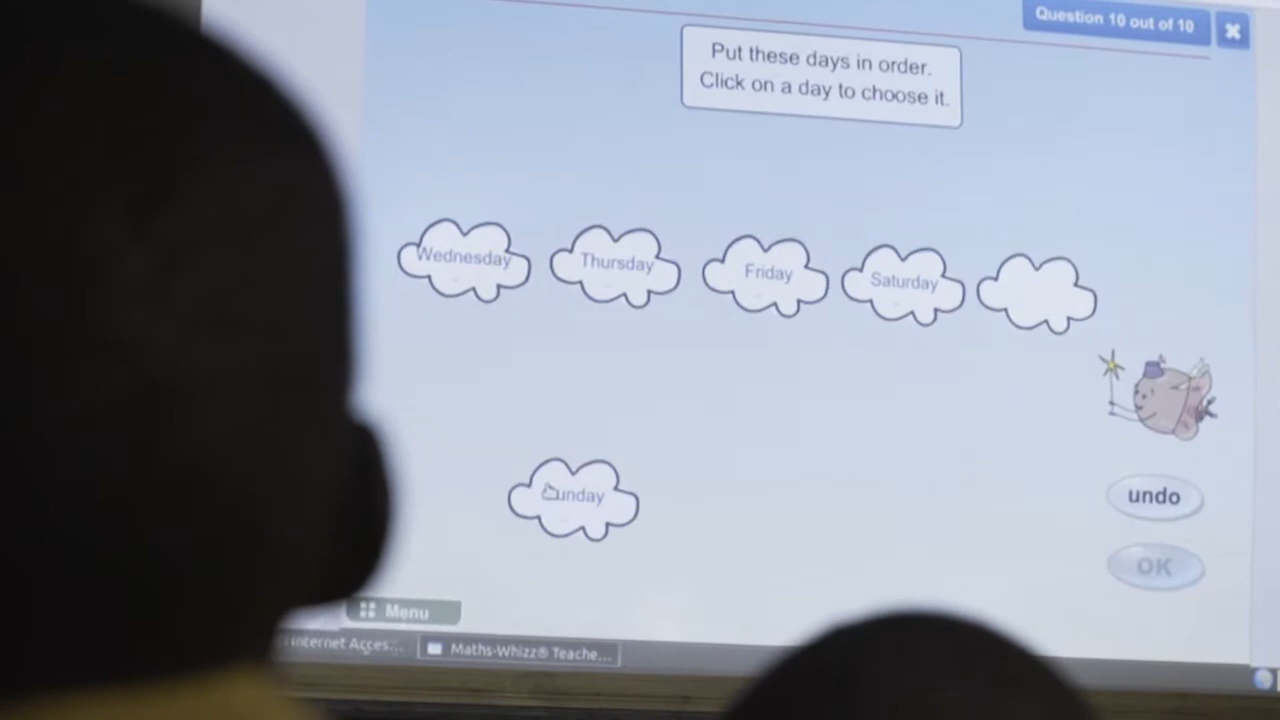 Question 10 out of 10
Put these days in order.
Click on a day to choose it.
Wednesday Thursday Friday Saturday
Sunday
undo
OK
Menu
Internet Acces... Maths-Whizz® Teache...